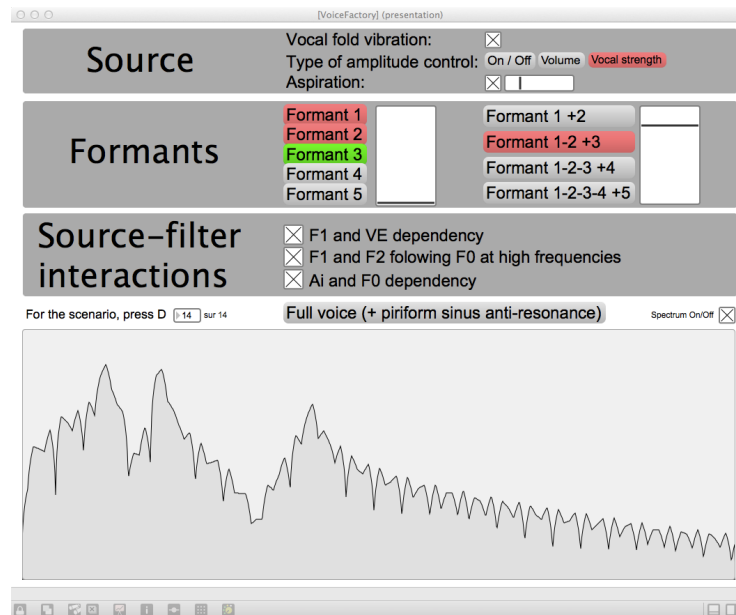 [VoiceFactory] (presentation)
Source
Vocal fold vibration:
Type of amplitude control: On / Off Volume Vocal strength
Aspiration:
Formants
Formant 1
Formant 2
Formant 3
Formant 4
Formant 5
Formant 1 +2
Formant 1-2 +3
Formant 1-2-3 +4
Formant 1-2-3-4 +5
Source-filter
interactions
F1 and VE dependency
F1 and F2 folowing F0 at high frequencies
Ai and F0 dependency
For the scenario, press D 14 sur 14
Full voice (+ piriform sinus anti-resonance)
Spectrum On/Off